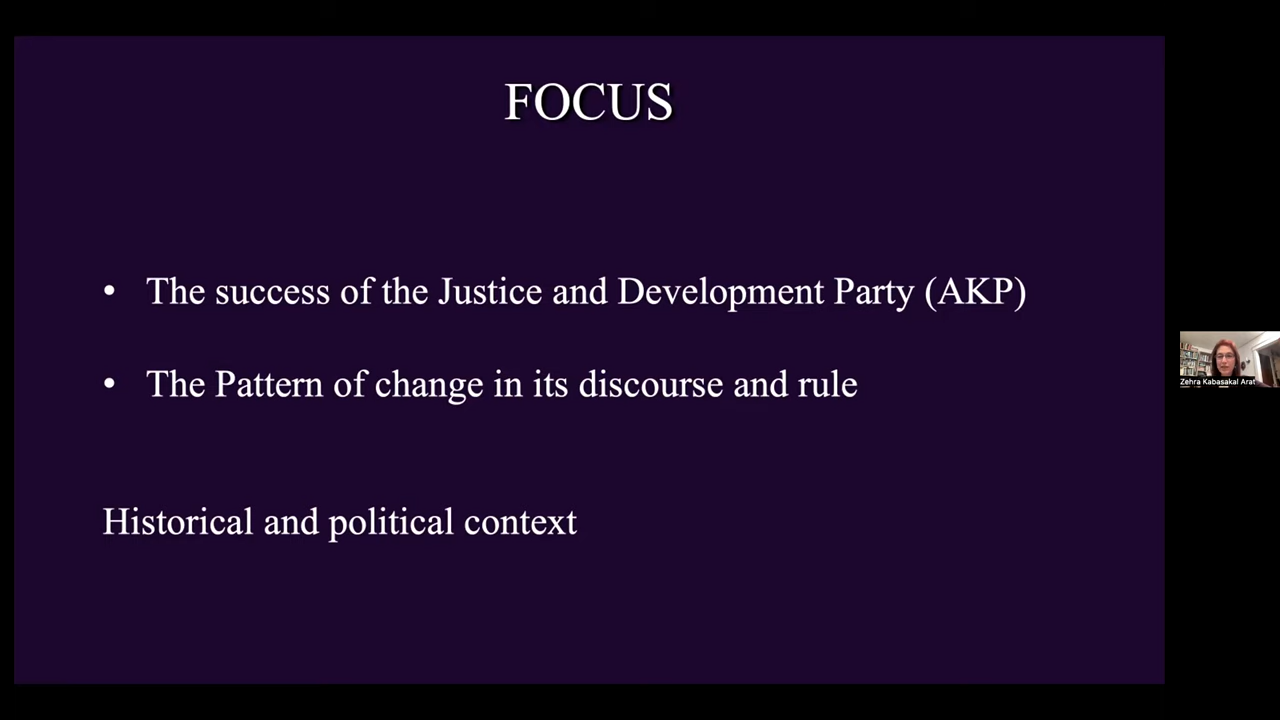 FOCUS
• The success of the Justice and Development Party (AKP)
• The Pattern of change in its discourse and rule
Historical and political context
Zehra Kabasakal Arat